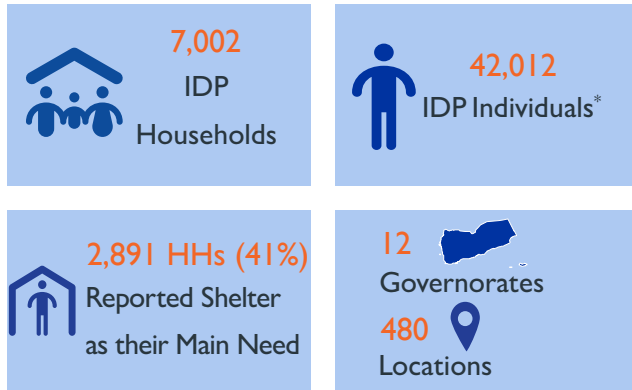 7,002
IDP
Households
42,012
IDP Individuals*
2,891 HHs (41%)
Reported Shelter
as their Main Need
12
Governorates
480
Locations